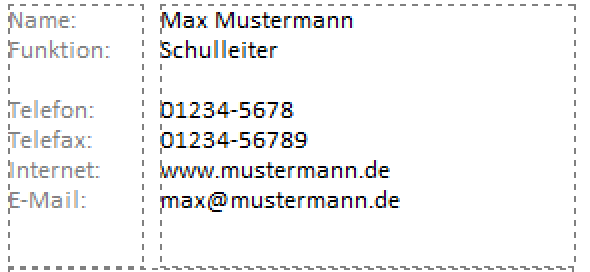 Name: Max Mustermann
Funktion: Schulleiter
Telefon: 01234-5678
Telefax: 01234-56789
Internet: www.mustermann.de
E-Mail: max@mustermann.de